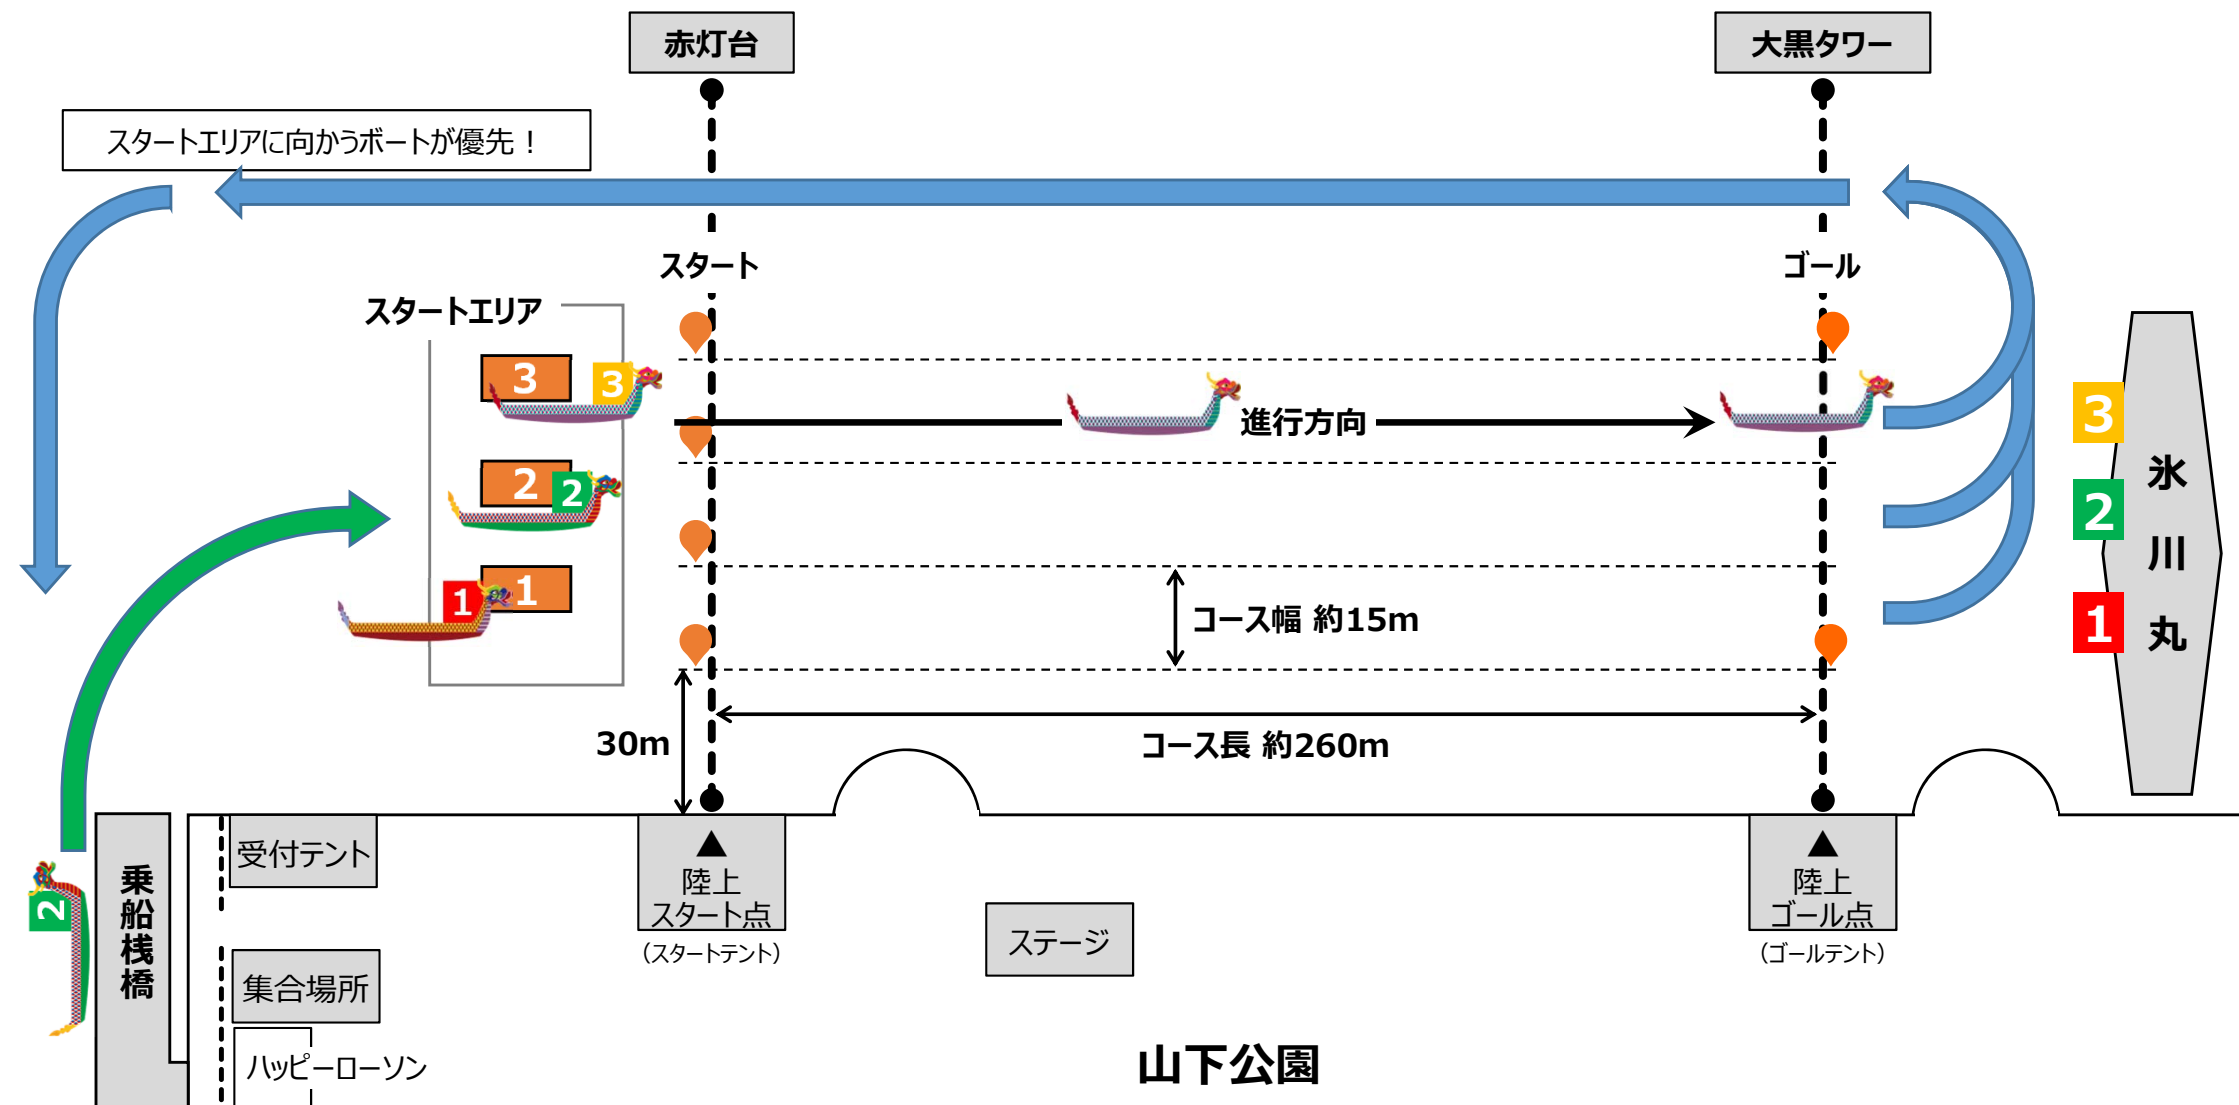 赤灯台
大黒タワー
スタートエリアに向かうボートが優先！
スタート
ゴール
スタートエリア
3
3
進行方向
3
2
2
2
1
1
1
氷
川
丸
コース幅 約15m
30m
コース長 約260m
乗船桟橋
2
受付テント
▲
陸上
スタート点
（スタートテント）
ステージ
▲
陸上
ゴール点
（ゴールテント）
集合場所
ハッピーローソン
山下公園